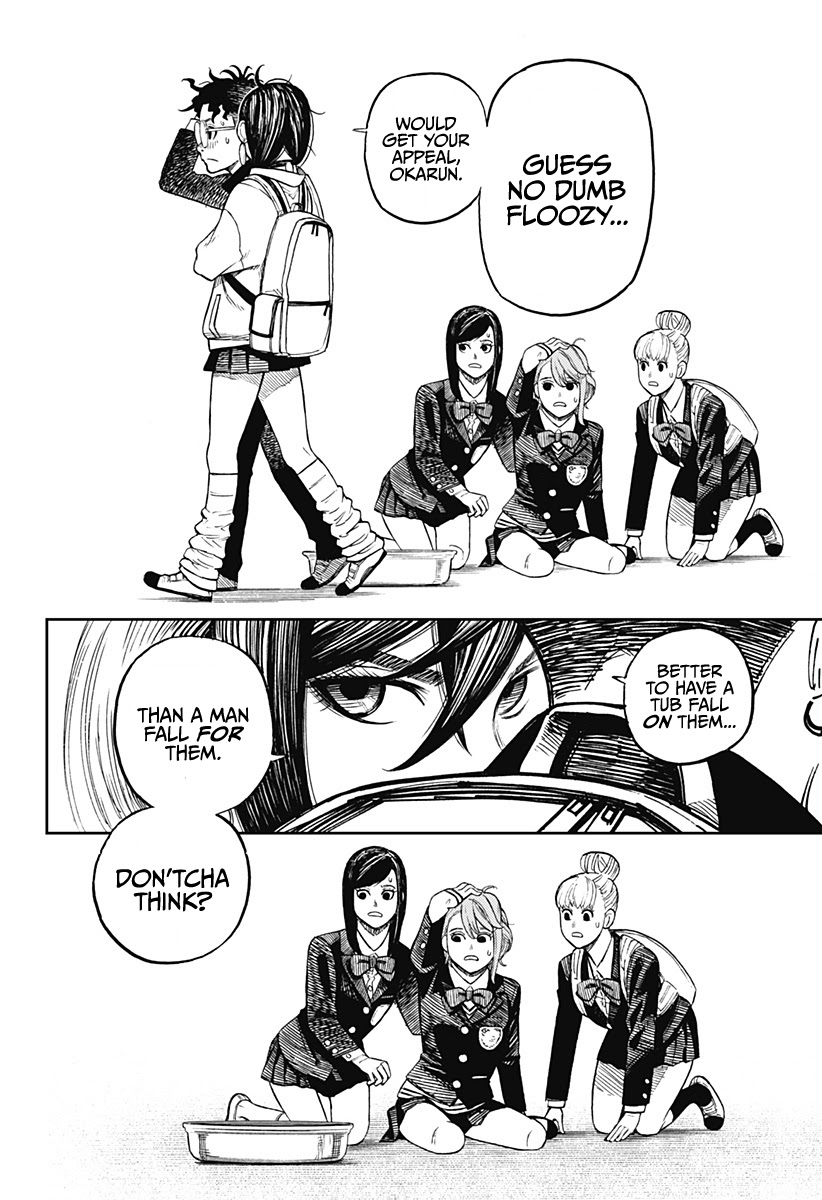 GUESS
NO DUMB
FLOOZY...
WOULD
GET YOUR
APPEAL,
OKARUN.
BETTER
TO HAVE A
TUB FALL
ON THEM...
THAN A MAN
FALL FOR
THEM.
DON'TCHA
THINK?